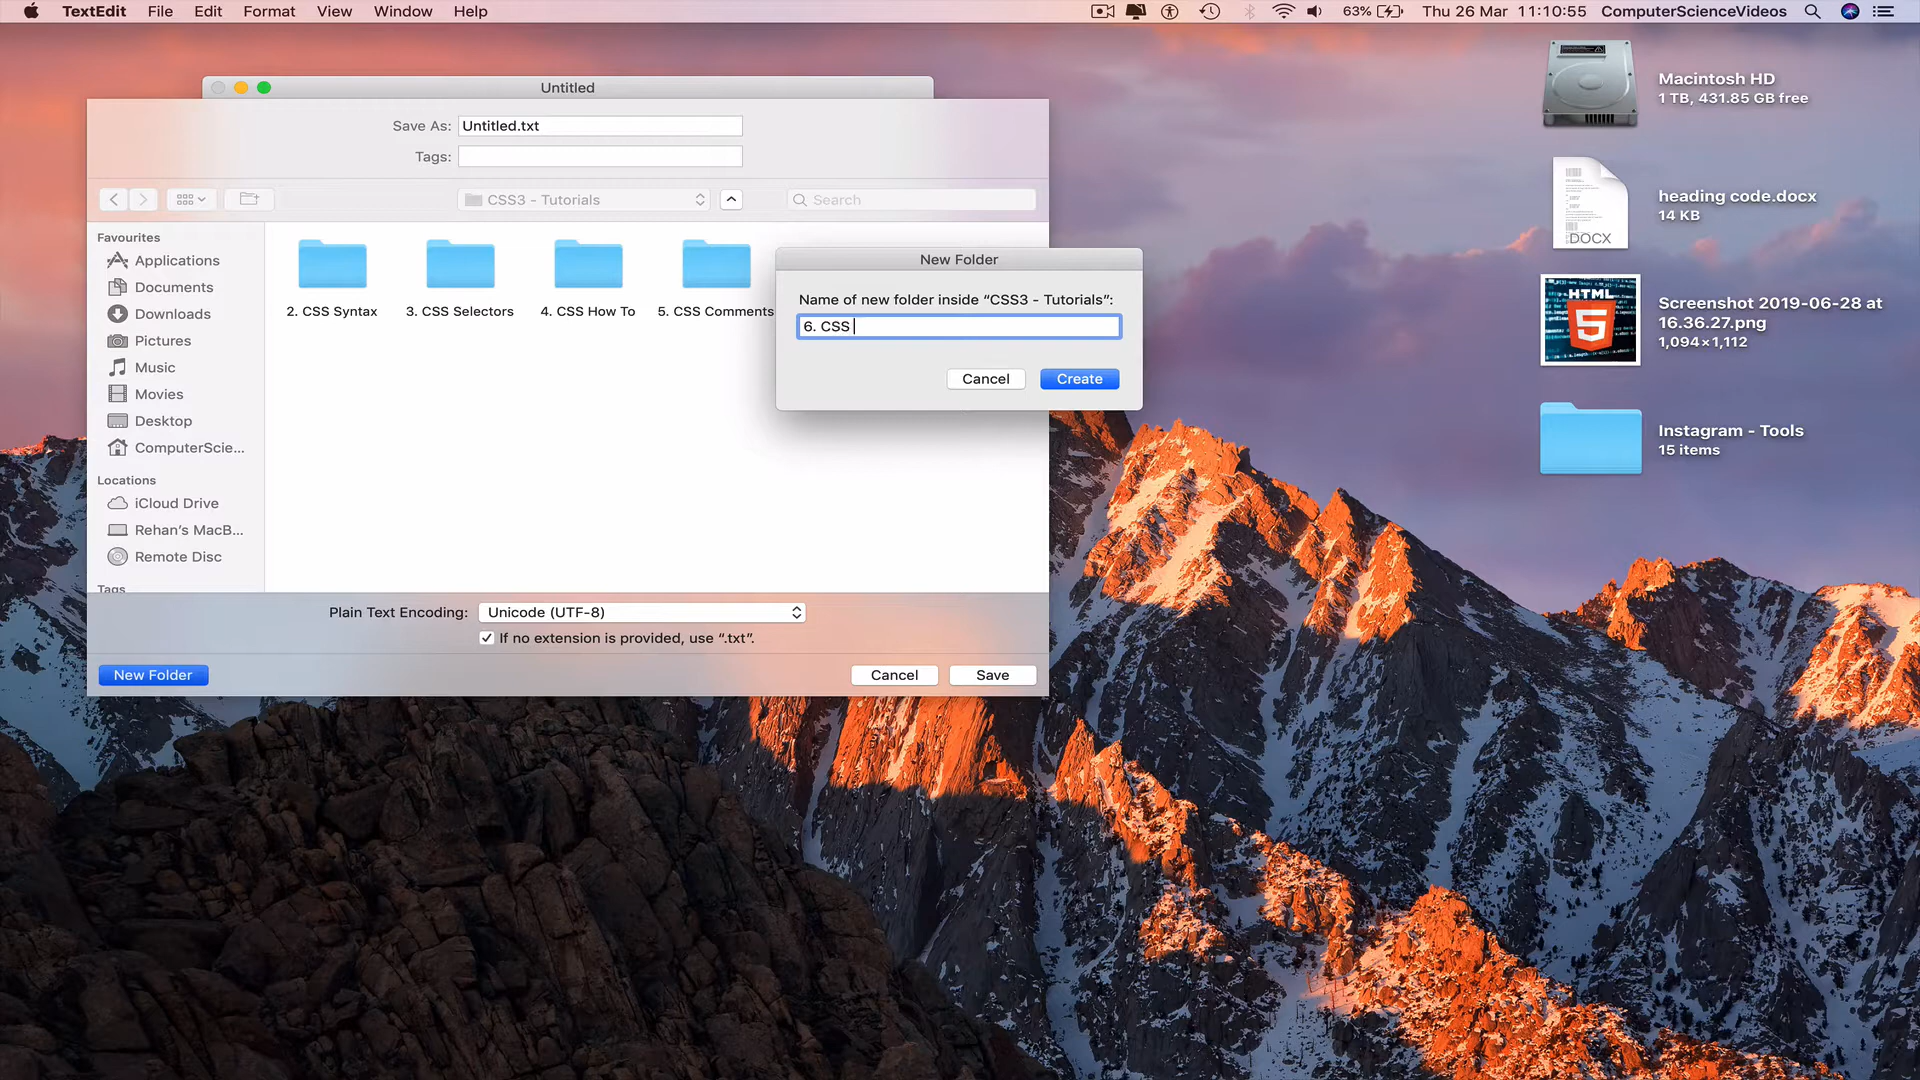 TextEdit File Edit Format View Window Help
63% Thu 26 Mar 11:10:55 ComputerScienceVideos
Untitled
Save As: Untitled.txt
Tags:
CSS3 - Tutorials
Search
Favourites
Applications
Documents
Downloads
Pictures
Music
Movies
Desktop
ComputerScie...
Locations
iCloud Drive
Rehan's MacB...
Remote Disc
Tags
2. CSS Syntax
3. CSS Selectors
4. CSS How To
5. CSS Comments
New Folder
Name of new folder inside “CSS3 - Tutorials”:
6. CSS
Cancel
Create
Plain Text Encoding: Unicode (UTF-8)
If no extension is provided, use “.txt”.
New Folder
Cancel
Save
Macintosh HD
1 TB, 431.85 GB free
DOCX
heading code.docx
14 KB
HTML
5
Screenshot 2019-06-28 at
16.36.27.png
1,094×1,112
Instagram - Tools
15 items